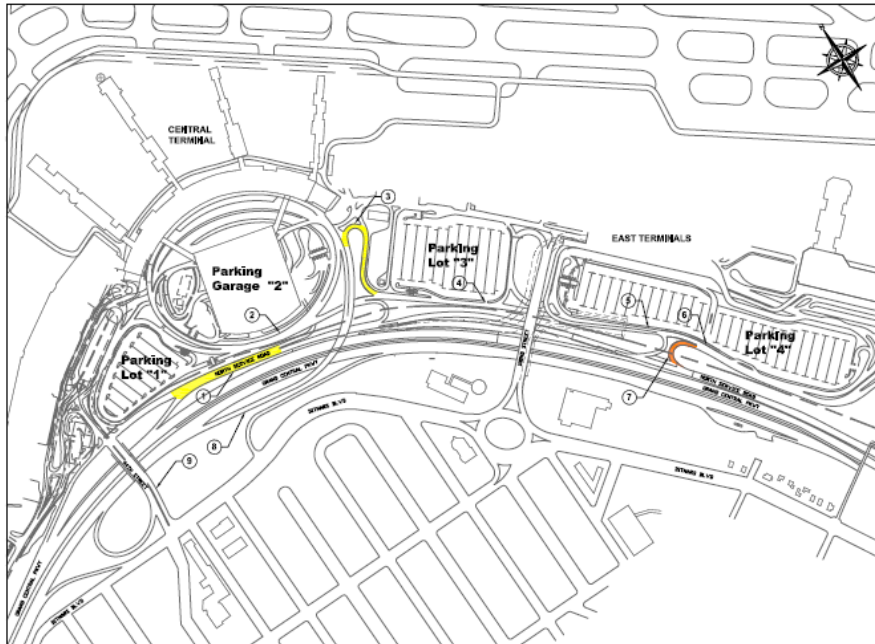 CENTRAL
TERMINAL
3
Parking
Lot "3"
EAST TERMINALS
Parking
Garage "2"
4
2
5
6
Parking
Lot "4"
Parking
Lot "1"
NORTH SERVICE ROAD
GRAND CENTRAL PKWY
1
7
NORTH SERVICE ROAD
GRAND CENTRAL PKWY
DITMARS BLVD
8
9
94TH STREET
DITMARS BLVD
GRAND CENTRAL PKWY
DITMARS BLVD